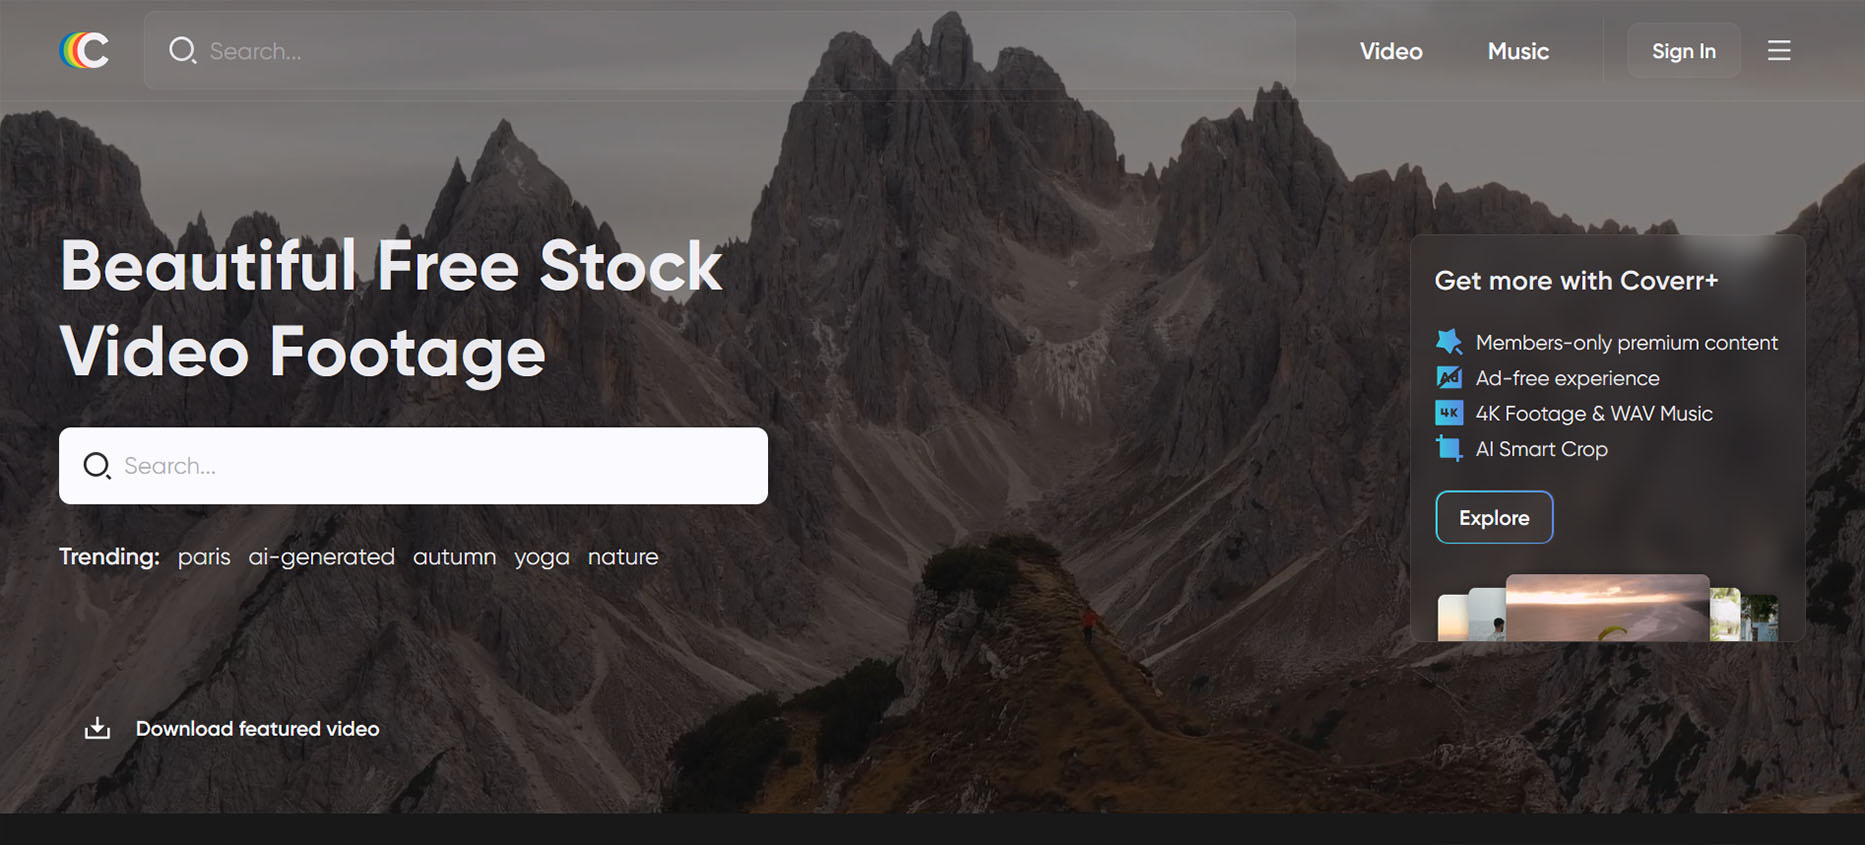 C
Search...
Video
Music
Sign In
Beautiful Free Stock
Video Footage
Search...
Trending: paris ai-generated autumn yoga nature
Download featured video
Get more with Coverr+
Members-only premium content
Ad
Ad-free experience
4K
4K Footage & WAV Music
AI Smart Crop
Explore